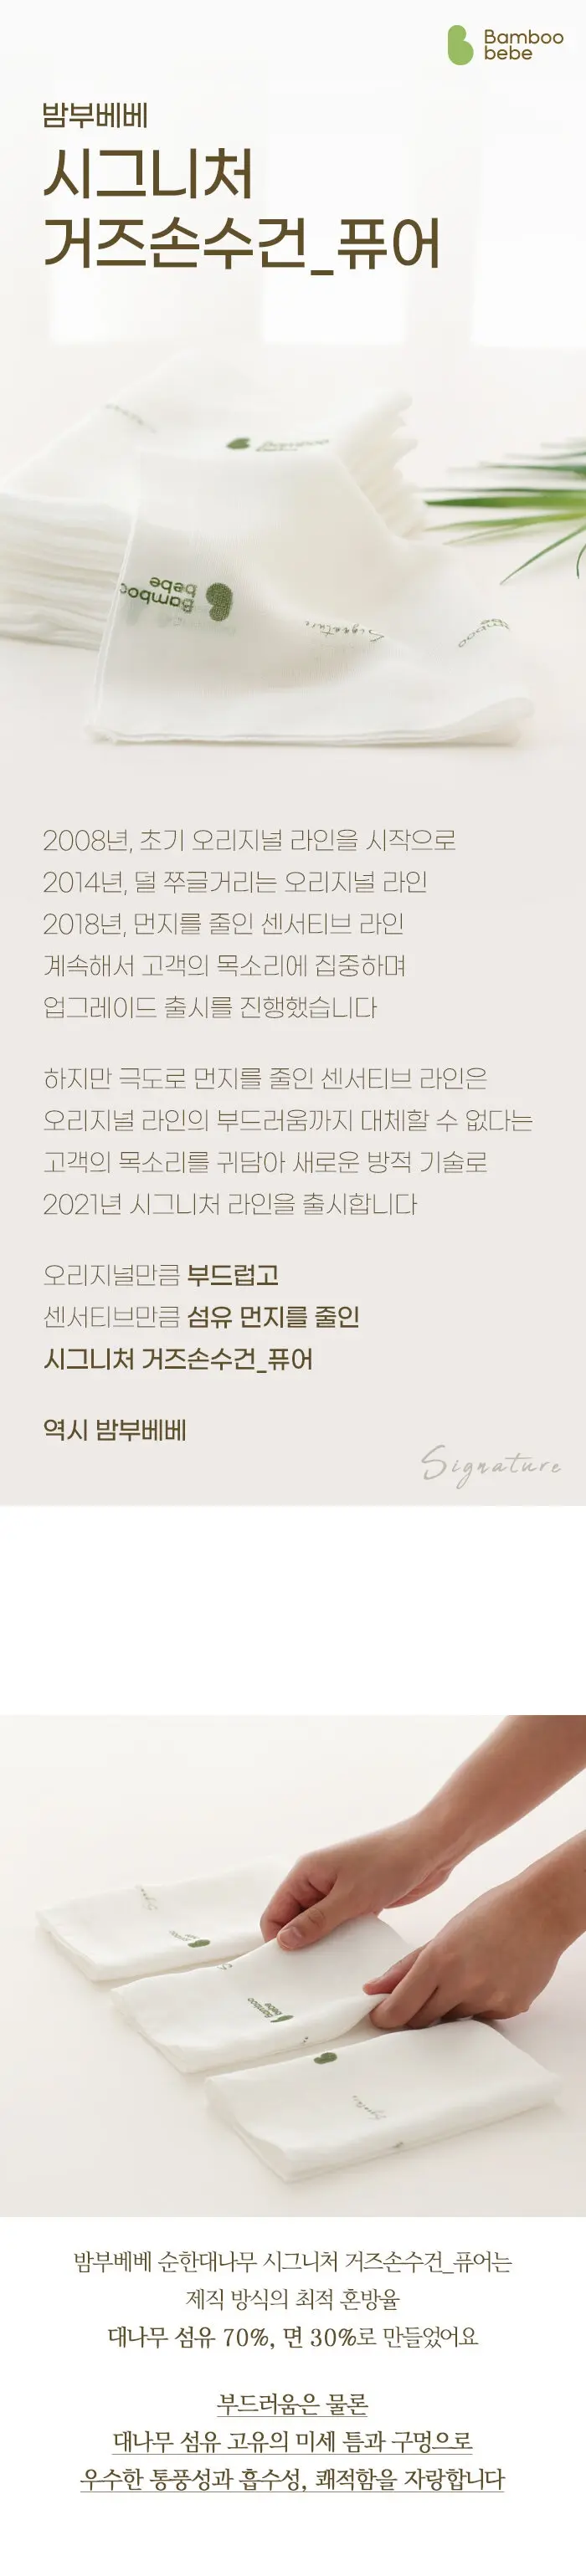 Bamboo
bebe
밤부베베
시그니처
거즈손수건_퓨어
Bamboo
Bamboo
bebe
Signature
Bamboo
2008년, 초기 오리지널 라인을 시작으로
2014년, 덜 쭈글거리는 오리지널 라인
2018년, 먼지를 줄인 센서티브 라인
계속해서 고객의 목소리에 집중하며
업그레이드 출시를 진행했습니다
하지만 극도로 먼지를 줄인 센서티브 라인은
오리지널 라인의 부드러움까지 대체할 수 없다는
고객의 목소리를 귀담아 새로운 방적 기술로
2021년 시그니처 라인을 출시합니다
오리지널만큼 부드럽고
센서티브만큼 섬유 먼지를 줄인
시그니처 거즈손수건_퓨어
역시 밤부베베
Signature
Bamboo
bebe
밤부베베 순한대나무 시그니처 거즈손수건_퓨어는
제직 방식의 최적 혼방율
대나무 섬유 70%, 면 30%로 만들었어요
부드러움은 물론
대나무 섬유 고유의 미세 틈과 구멍으로
우수한 통풍성과 흡수성, 쾌적함을 자랑합니다